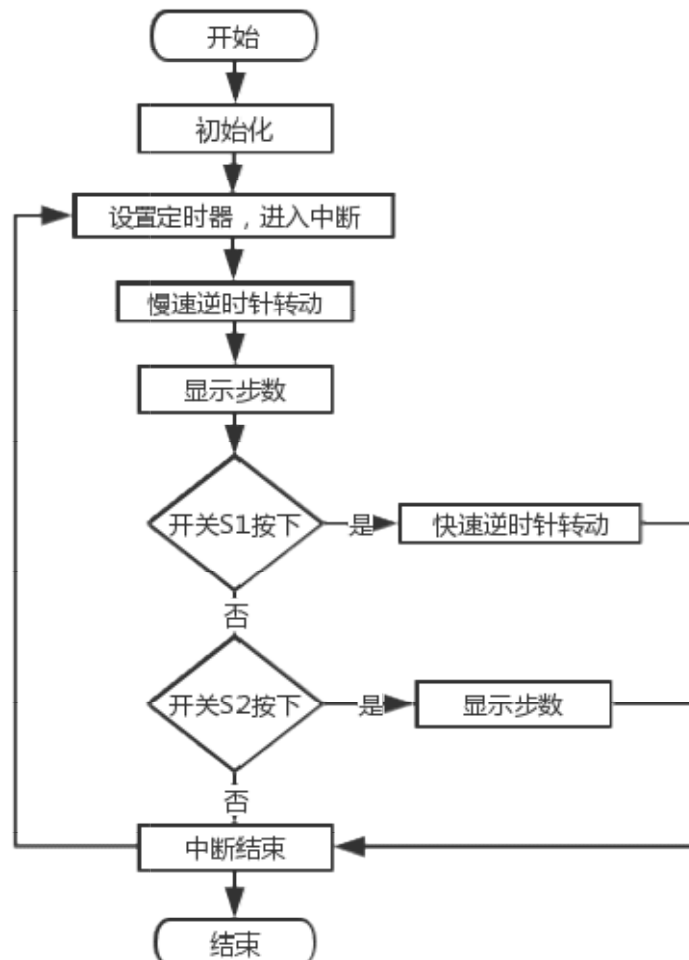 开始
初始化
设置定时器，进入中断
慢速逆时针转动
显示步数
开关S1按下
是
快速逆时针转动
否
开关S2按下
是
显示步数
否
中断结束
结束